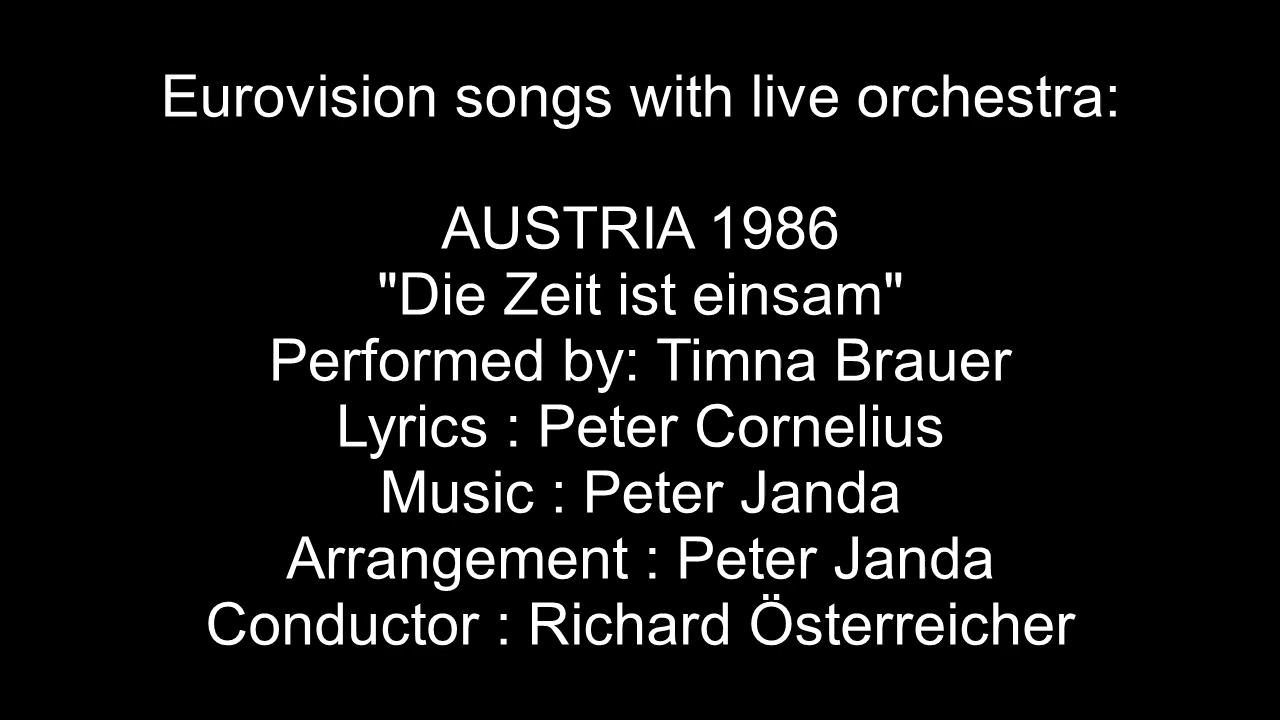 Eurovision songs with live orchestra:
AUSTRIA 1986
"Die Zeit ist einsam"
Performed by: Timna Brauer
Lyrics : Peter Cornelius
Music : Peter Janda
Arrangement : Peter Janda
Conductor : Richard Österreicher